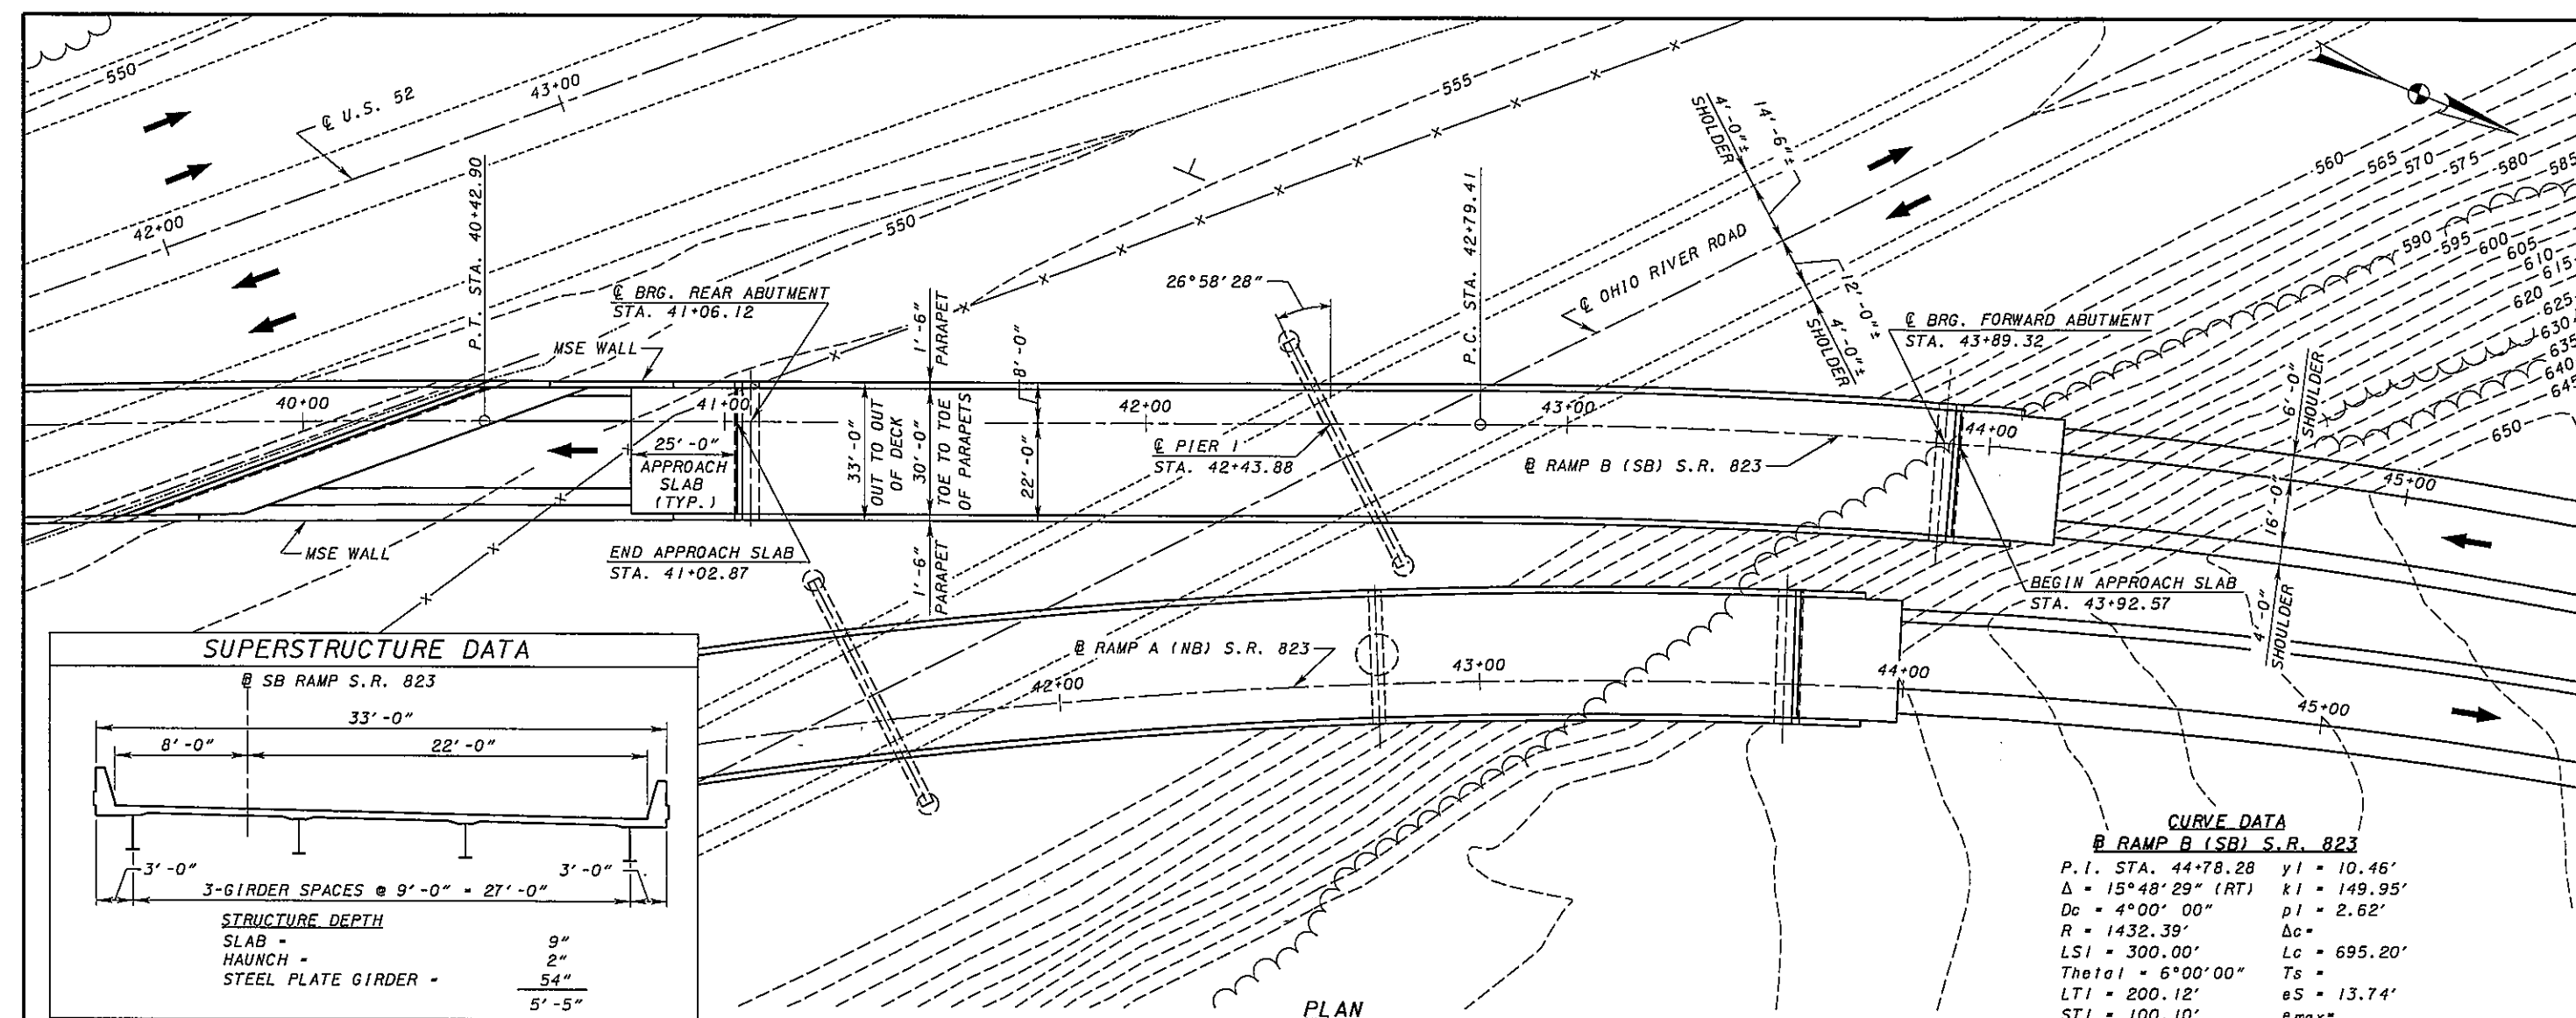 550
℄ U.S. 52
43+00
42+00
P.T. STA. 40+42.90
550
555
4'-0"±
SHOLDER
14'-6"±
12'-0"±
4'-0"±
SHOLDER
℄ OHIO RIVER ROAD
P.C. STA. 42+79.41
26°58'28"
560
565
570
575
580
585
590
595
600
605
610
615
620
625
630
635
640
645
650
℄ BRG. REAR ABUTMENT
STA. 41+06.12
℄ BRG. FORWARD ABUTMENT
STA. 43+89.32
MSE WALL
1'-6"
PARAPET
8'-0"
40+00
41+00
42+00
43+00
44+00
45+00
25'-0"
APPROACH
SLAB
(TYP.)
33'-0"
OUT TO OUT
OF DECK
30'-0"
TOE TO TOE
OF PARAPETS
22'-0"
℄ PIER 1
STA. 42+43.88
B RAMP B (SB) S.R. 823
6'-0"
SHOULDER
16'-0"
4'-0"
SHOULDER
MSE WALL
END APPROACH SLAB
STA. 41+02.87
1'-6"
PARAPET
BEGIN APPROACH SLAB
STA. 43+92.57
B RAMP A (NB) S.R. 823
42+00
43+00
44+00
45+00
SUPERSTRUCTURE DATA
B SB RAMP S.R. 823
33'-0"
8'-0"
22'-0"
3'-0"
3'-0"
3-GIRDER SPACES @ 9'-0" = 27'-0"
STRUCTURE DEPTH
SLAB = 9"
HAUNCH = 2"
STEEL PLATE GIRDER = 54"
5'-5"
PLAN
CURVE DATA
B RAMP B (SB) S.R. 823
P.I. STA. 44+78.28 y1 = 10.46'
Δ = 15°48'29" (RT) k1 = 149.95'
Dc = 4°00'00" p1 = 2.62'
R = 1432.39' Δc=
LS1 = 300.00' Lc = 695.20'
Theta1 = 6°00'00" Ts =
LT1 = 200.12' eS = 13.74'
ST1 = 100.10' emax=